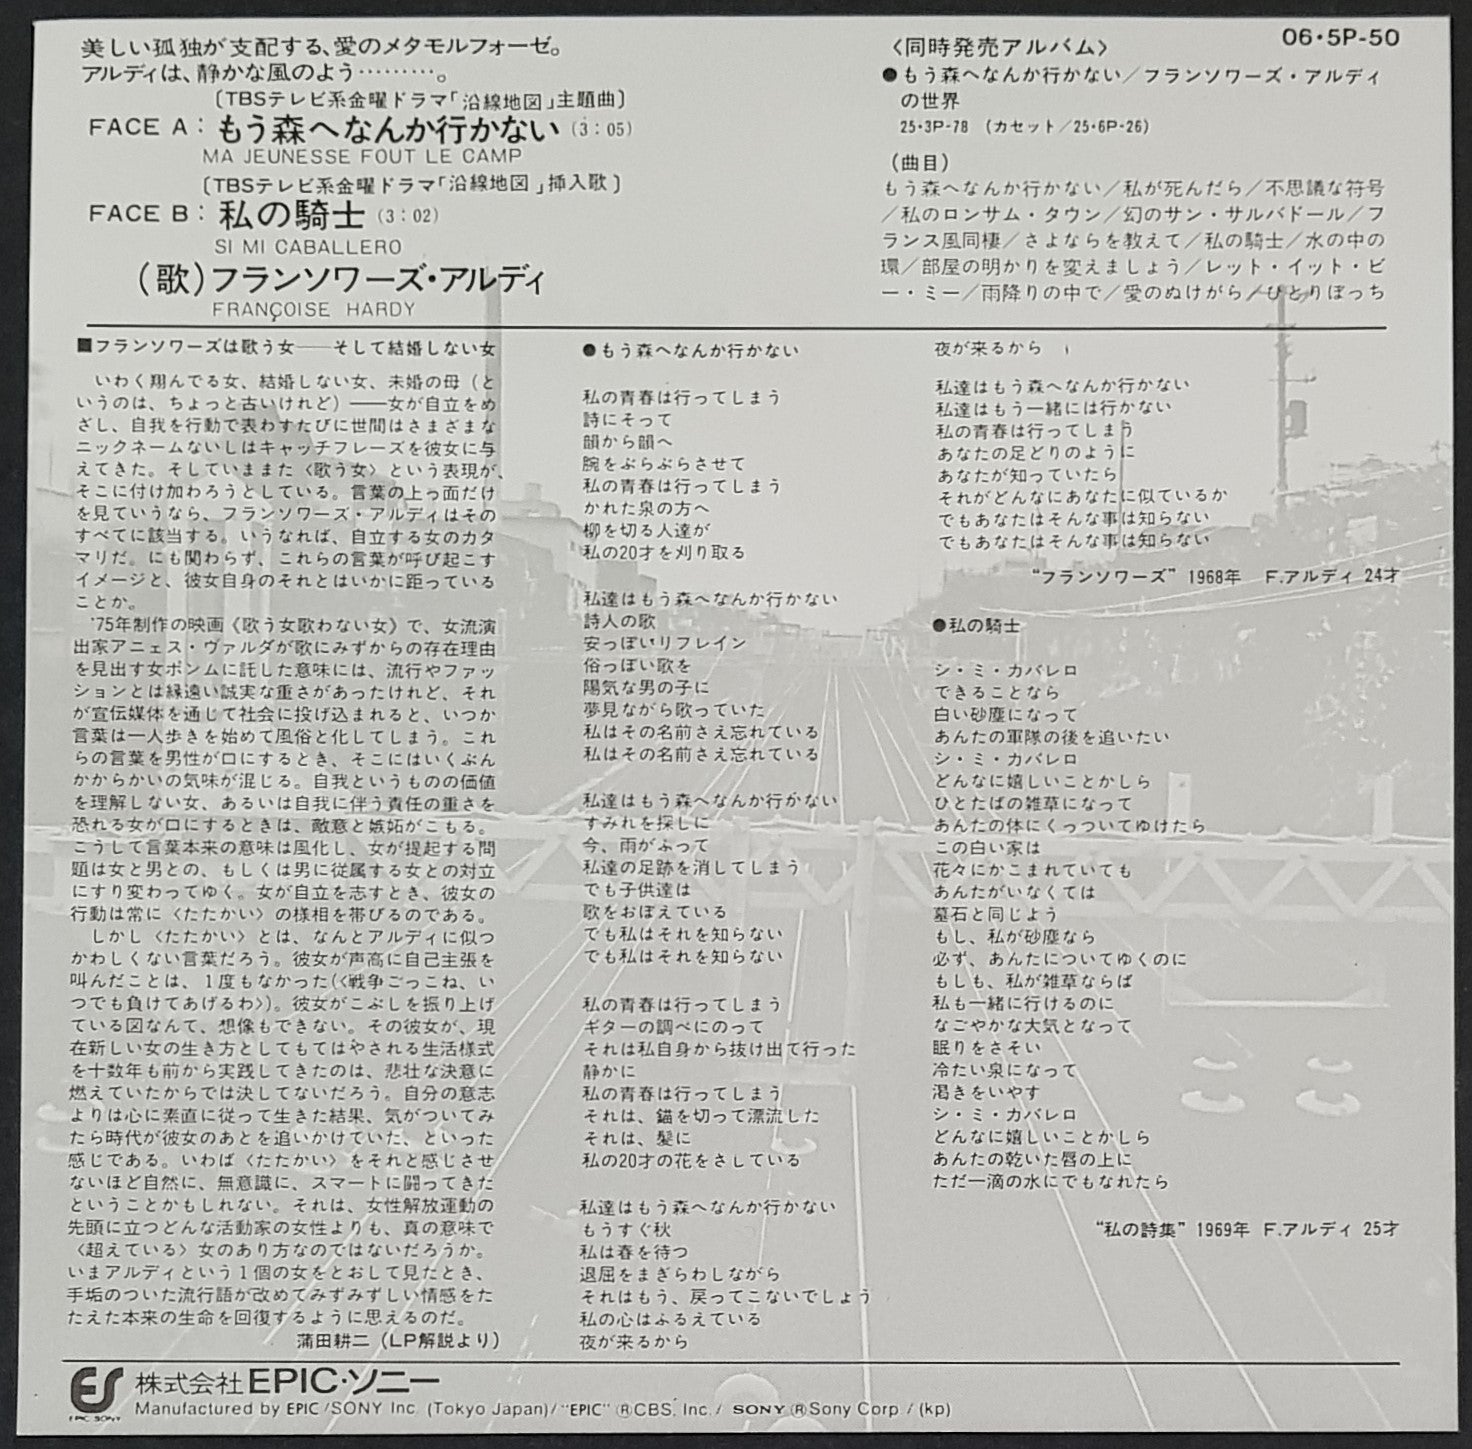 美しい孤独が支配する、愛のメタモルフォーゼ。
アルディは、静かな風のよう………。
〔TBSテレビ系金曜ドラマ「沿線地図」主題曲〕
FACE A：もう森へなんか行かない(3：05)
MA JEUNESSE FOUT LE CAMP
〔TBSテレビ系金曜ドラマ「沿線地図」挿入歌〕
FACE B：私の騎士(3：02)
SI MI CABALLERO
(歌)フランソワーズ・アルディ
FRANÇOISE HARDY
06・5P-50
〈同時発売アルバム〉
●もう森へなんか行かない／フランソワーズ・アルディ
の世界
25・3P-78 (カセット／25・6P-26)
(曲目)
もう森へなんか行かない／私が死んだら／不思議な符号
／私のロンサム・タウン／幻のサン・サルバドール／フ
ランス風同棲／さよならを教えて／私の騎士／水の中の
環／部屋の明かりを変えましょう／レット・イット・ビ
ー・ミー／雨降りの中で／愛のぬけがら／ひとりぼっち
■フランソワーズは歌う女——そして結婚しない女
いわく翔んでる女、結婚しない女、未婚の母(と
いうのは、ちょっと古いけれど)——女が自立をめ
ざし、自我を行動で表わすたびに世間はさまざまな
ニックネームないしはキャッチフレーズを彼女に与
えてきた。そしていままた〈歌う女〉という表現が、
そこに付け加わろうとしている。言葉の上っ面だけ
を見ていうなら、フランソワーズ・アルディはその
すべてに該当する。いうなれば、自立する女のカタ
マリだ。にも関わらず、これらの言葉が呼び起こす
イメージと、彼女自身のそれとはいかに距っている
ことか。
'75年制作の映画《歌う女歌わない女》で、女流演
出家アニェス・ヴァルダが歌にみずからの存在理由
を見出す女ポンムに託した意味には、流行やファッ
ションとは縁遠い誠実な重さがあったけれど、それ
が宣伝媒体を通じて社会に投げ込まれると、いつか
言葉は一人歩きを始めて風俗と化してしまう。これ
らの言葉を男性が口にするとき、そこにはいくぶん
かからかいの気味が混じる。自我というものの価値
を理解しない女、あるいは自我に伴う責任の重さを
恐れる女が口にするときは、敵意と嫉妬がこもる。
こうして言葉本来の意味は風化し、女が提起する問
題は女と男との、もしくは男に従属する女との対立
にすり変わってゆく。女が自立を志すとき、彼女の
行動は常に〈たたかい〉の様相を帯びるのである。
しかし〈たたかい〉とは、なんとアルディに似つ
かわしくない言葉だろう。彼女が声高に自己主張を
叫んだことは、1度もなかった(〈戦争ごっこね、い
つでも負けてあげるわ〉)。彼女がこぶしを振り上げ
ている図なんて、想像もできない。その彼女が、現
在新しい女の生き方としてもてはやされる生活様式
を十数年も前から実践してきたのは、悲壮な決意に
燃えていたからでは決してないだろう。自分の意志
よりは心に素直に従って生きた結果、気がついてみ
たら時代が彼女のあとを追いかけていた、といった
感じである。いわば〈たたかい〉をそれと感じさせ
ないほど自然に、無意識に、スマートに闘ってきた
ということかもしれない。それは、女性解放運動の
先頭に立つどんな活動家の女性よりも、真の意味で
〈超えている〉女のあり方なのではないだろうか。
いまアルディという1個の女をとおして見たとき、
手垢のついた流行語が改めてみずみずしい情感をた
たえた本来の生命を回復するように思えるのだ。
蒲田耕二(LP解説より)
●もう森へなんか行かない
私の青春は行ってしまう
詩にそって
韻から韻へ
腕をぶらぶらさせて
私の青春は行ってしまう
かれた泉の方へ
柳を切る人達が
私の20才を刈り取る
私達はもう森へなんか行かない
詩人の歌
安っぽいリフレイン
俗っぽい歌を
陽気な男の子に
夢見ながら歌っていた
私はその名前さえ忘れている
私はその名前さえ忘れている
私達はもう森へなんか行かない
すみれを探しに
今、雨がふって
私達の足跡を消してしまう
でも子供達は
歌をおぼえている
でも私はそれを知らない
でも私はそれを知らない
私の青春は行ってしまう
ギターの調べにのって
それは私自身から抜け出て行った
静かに
私の青春は行ってしまう
それは、錨を切って漂流した
それは、髪に
私の20才の花をさしている
私達はもう森へなんか行かない
もうすぐ秋
私は春を待つ
退屈をまぎらわしながら
それはもう、戻ってこないでしょう
私の心はふるえている
夜が来るから
夜が来るから
私達はもう森へなんか行かない
私達はもう一緒には行かない
私の青春は行ってしまう
あなたの足どりのように
あなたが知っていたら
それがどんなにあなたに似ているか
でもあなたはそんな事は知らない
でもあなたはそんな事は知らない
“フランソワーズ” 1968年 F.アルディ 24才
●私の騎士
シ・ミ・カバレロ
できることなら
白い砂塵になって
あんたの軍隊の後を追いたい
シ・ミ・カバレロ
どんなに嬉しいことかしら
ひとたばの雑草になって
あんたの体にくっついてゆけたら
この白い家は
花々にかこまれていても
あんたがいなくては
墓石と同じよう
もし、私が砂塵なら
必ず、あんたについてゆくのに
もしも、私が雑草ならば
私も一緒に行けるのに
なごやかな大気となって
眠りをさそい
冷たい泉になって
渇きをいやす
シ・ミ・カバレロ
どんなに嬉しいことかしら
あんたの乾いた唇の上に
ただ一滴の水にでもなれたら
“私の詩集” 1969年 F.アルディ 25才
ES
EPIC SONY
株式会社EPIC・ソニー
Manufactured by EPIC/SONY Inc. (Tokyo Japan)/“EPIC” ®CBS, Inc./ SONY ®Sony Corp./(kp)